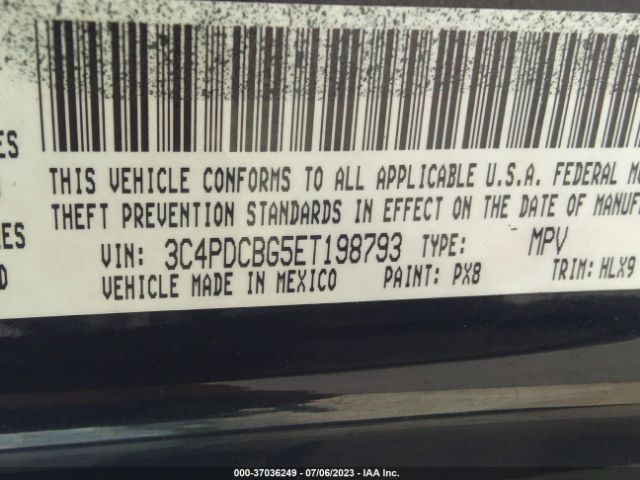 THIS VEHICLE CONFORMS TO ALL APPLICABLE U.S.A. FEDERAL
THEFT PREVENTION STANDARDS IN EFFECT ON THE DATE OF MANUF
VIN: 3C4PDCBG5ET198793 TYPE: MPV
VEHICLE MADE IN MEXICO PAINT: PX8 TRIM: HLX9
000-37036249 - 07/06/2023 - IAA Inc.